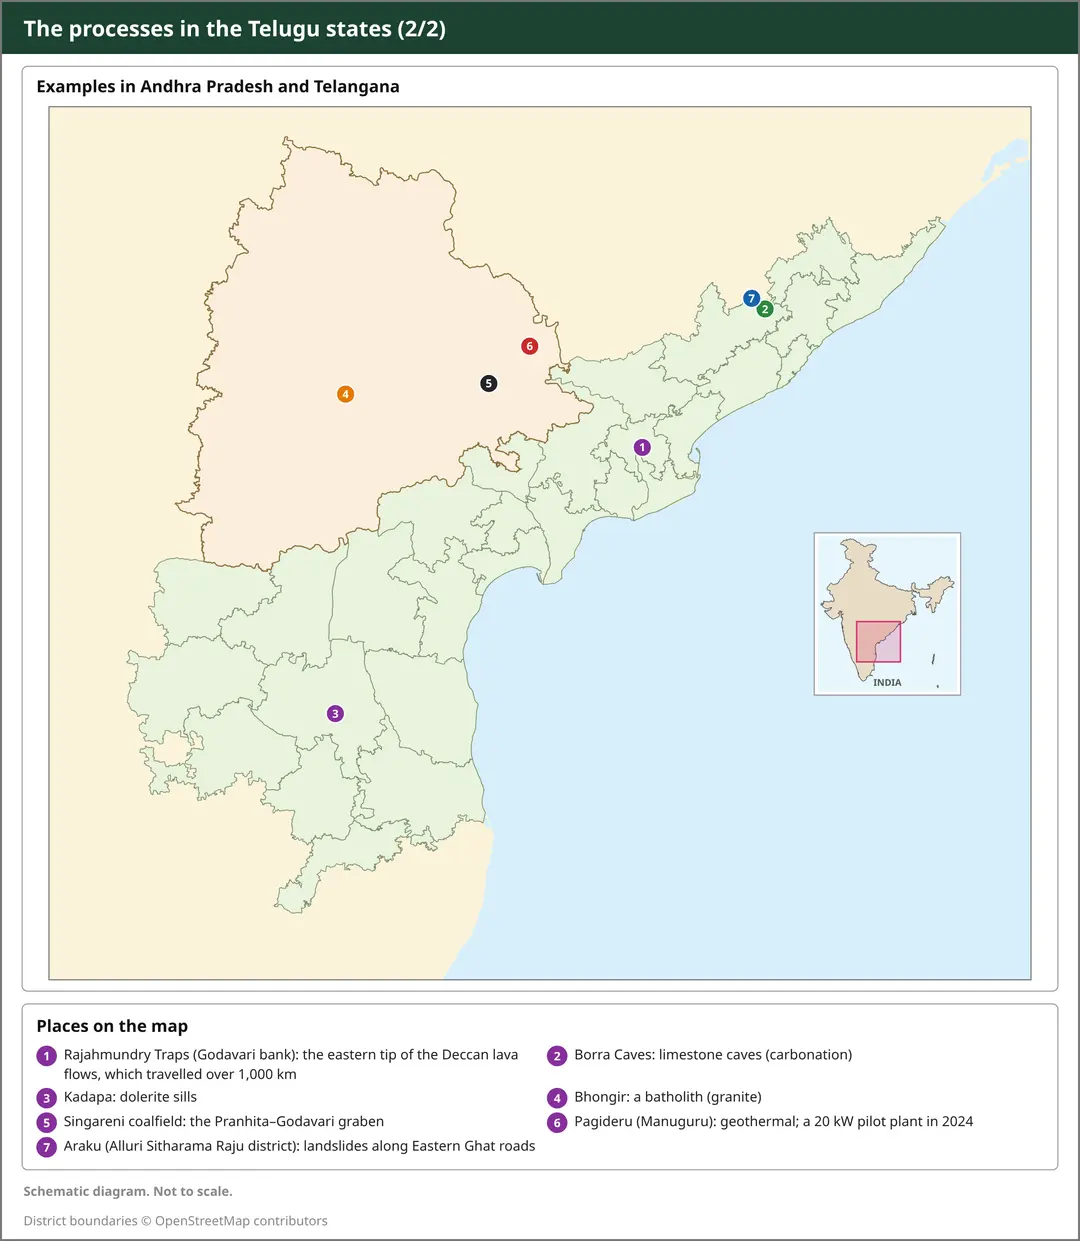 The processes in the Telugu states (2/2)
Examples in Andhra Pradesh and Telangana
7
2
6
5
4
1
3
INDIA
Places on the map
1 Rajahmundry Traps (Godavari bank): the eastern tip of the Deccan lava
flows, which travelled over 1,000 km
2 Borra Caves: limestone caves (carbonation)
3 Kadapa: dolerite sills
4 Bhongir: a batholith (granite)
5 Singareni coalfield: the Pranhita–Godavari graben
6 Pagideru (Manuguru): geothermal; a 20 kW pilot plant in 2024
7 Araku (Alluri Sitharama Raju district): landslides along Eastern Ghat roads
Schematic diagram. Not to scale.
District boundaries © OpenStreetMap contributors